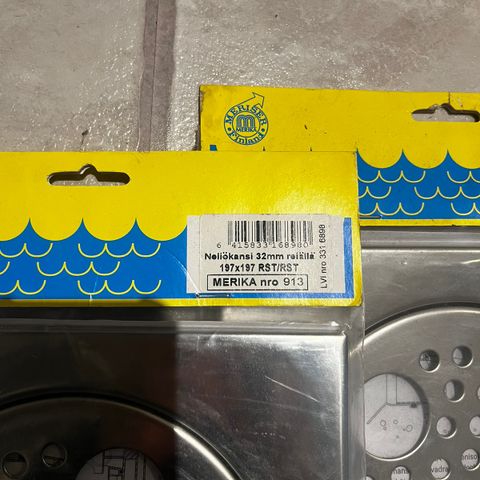 MERISER
MERIKA
Finland
6 415833 168980
Neliökansi 32mm reiällä
197x197 RST/RST
MERIKA nro 913
LVI nro 331 6898